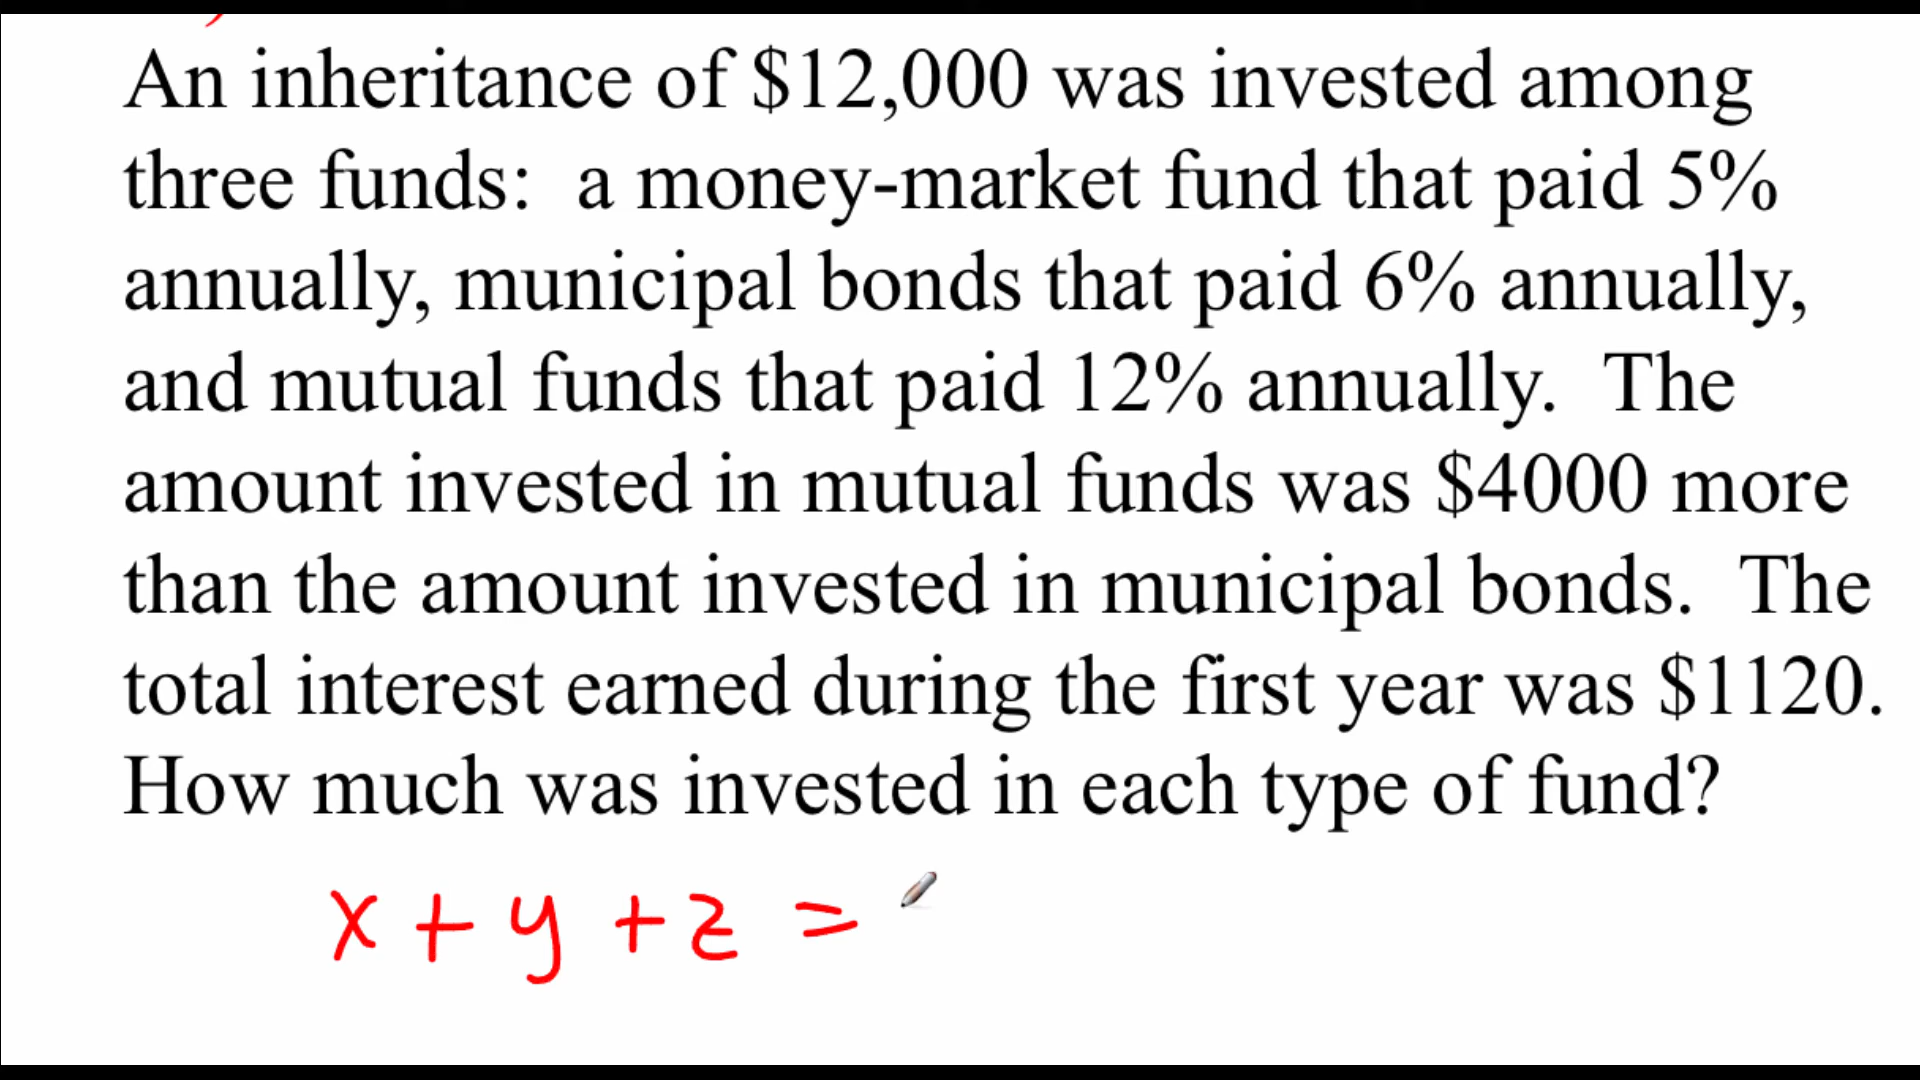 An inheritance of $12,000 was invested among
three funds: a money-market fund that paid 5%
annually, municipal bonds that paid 6% annually,
and mutual funds that paid 12% annually. The
amount invested in mutual funds was $4000 more
than the amount invested in municipal bonds. The
total interest earned during the first year was $1120.
How much was invested in each type of fund?
x + y + z =